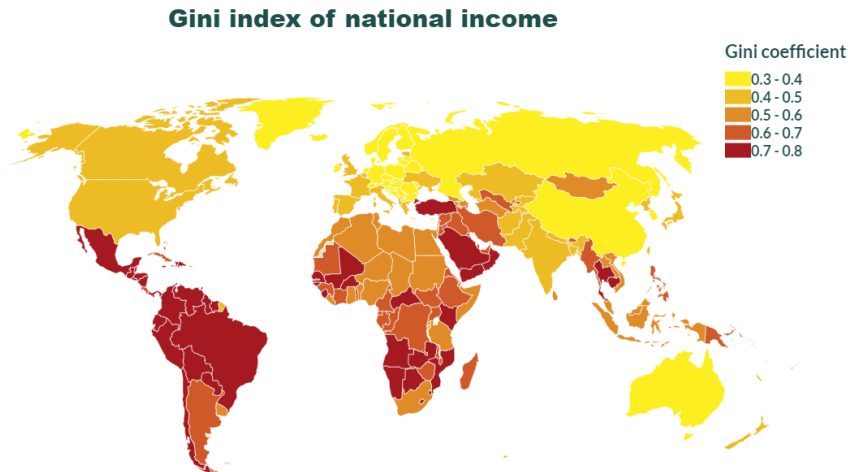 Gini index of national income
Gini coefficient
0.3 - 0.4
0.4 - 0.5
0.5 - 0.6
0.6 - 0.7
0.7 - 0.8